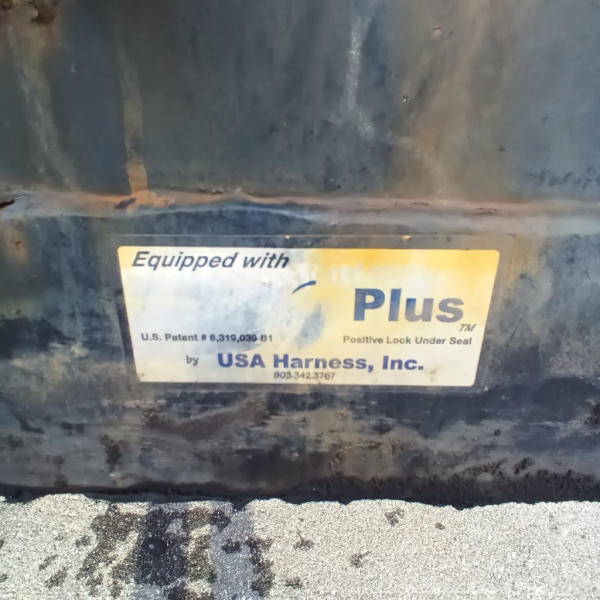 Equipped with
Plus
TM
U.S. Patent # 6,319,039 B1
Positive Lock Under Seal
by USA Harness, Inc.
903.342.3767